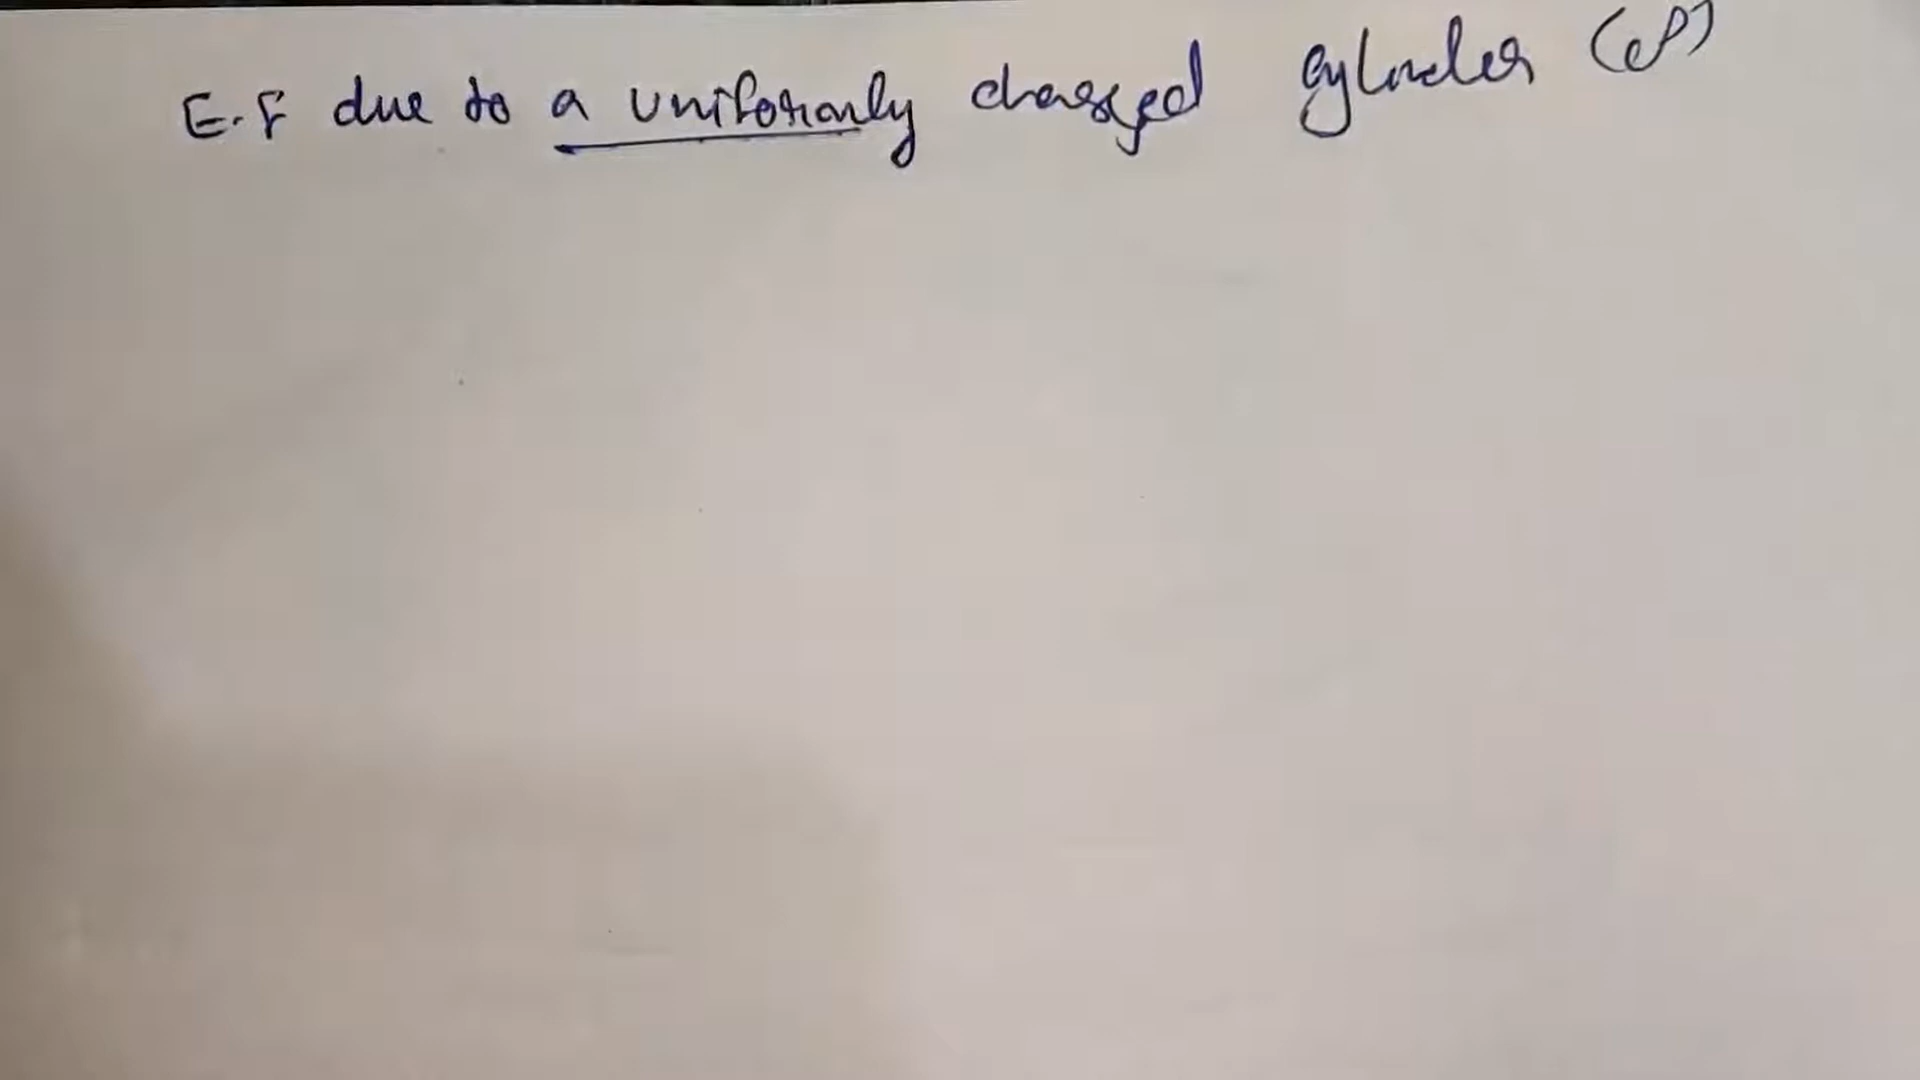 E.F due to a uniformly charged cylinder (ρ)